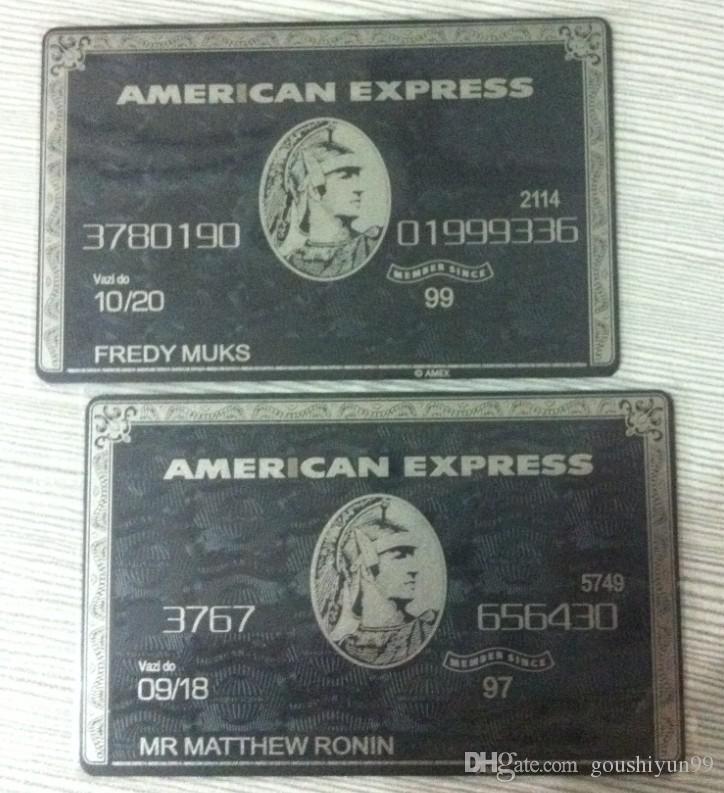 AMERICAN EXPRESS
2114
3780190 01999336
MEMBER SINCE
Vazi do
10/20 99
FREDY MUKS
© AMEX
AMERICAN EXPRESS
5749
3767 656430
MEMBER SINCE
Vazi do
09/18 97
MR MATTHEW RONIN
DHgate.com goushiyun99